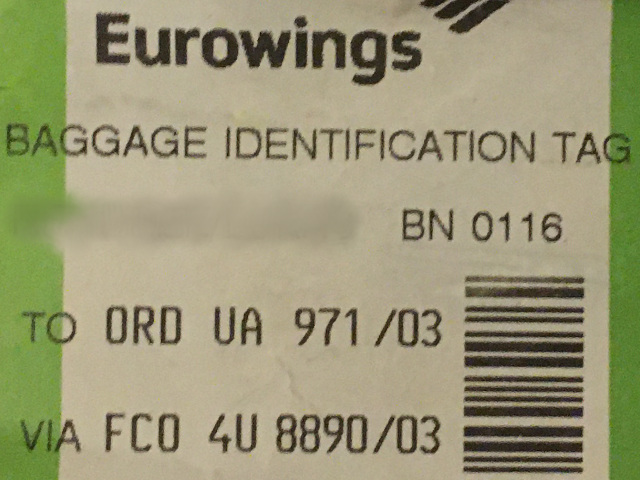 Eurowings
BAGGAGE IDENTIFICATION TAG
BN 0116
TO ORD UA 971/03
VIA FCO 4U 8890/03